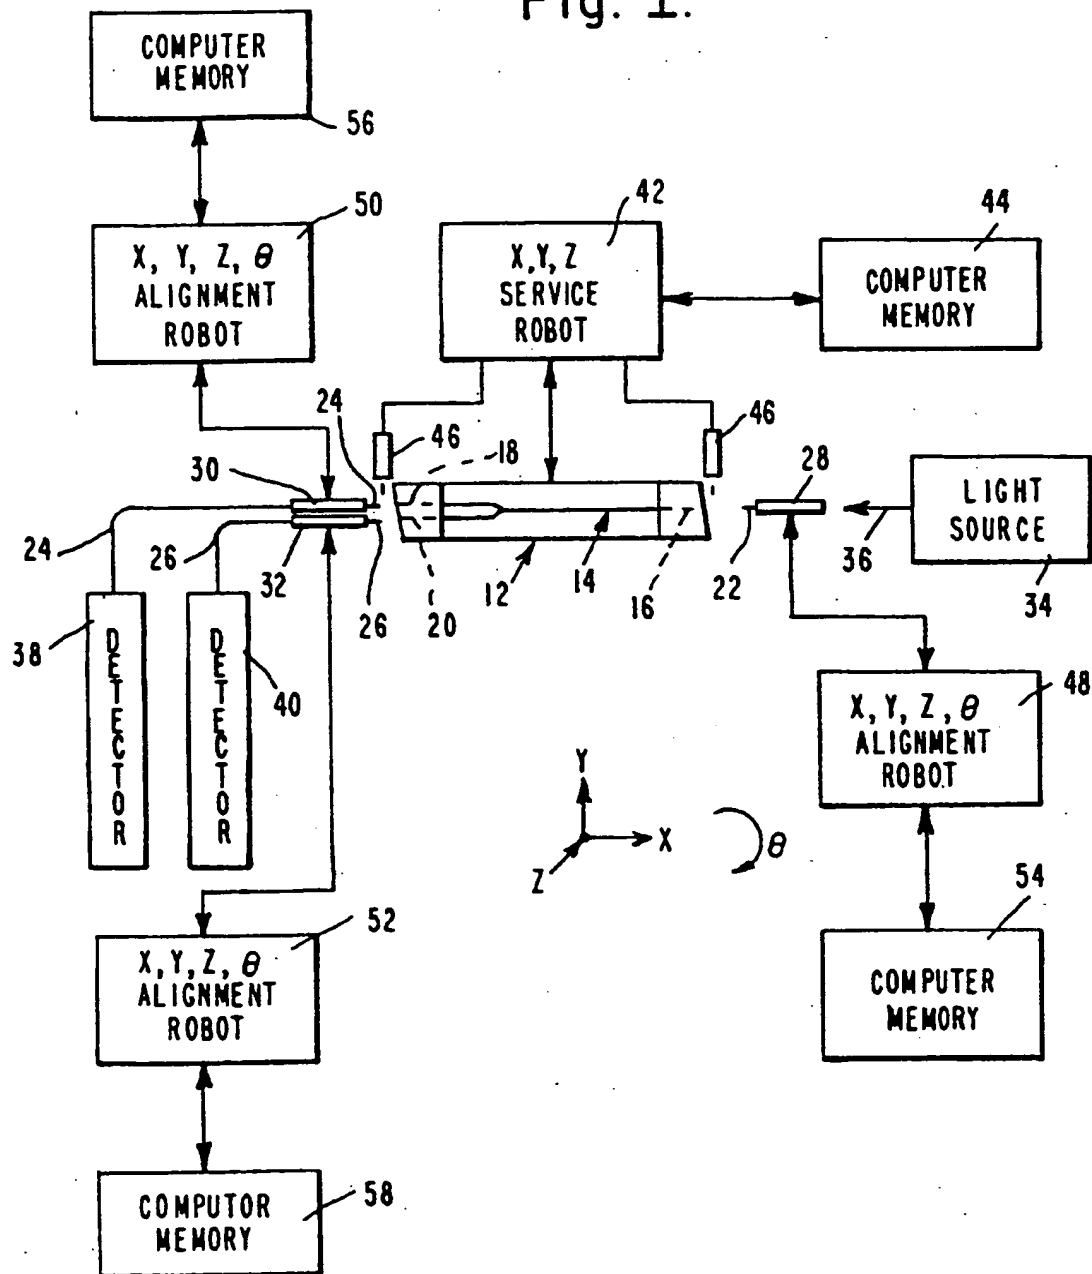 Fig. 1.
COMPUTER
MEMORY
56
50
X, Y, Z, θ
ALIGNMENT
ROBOT
42
X,Y,Z
SERVICE
ROBOT
44
COMPUTER
MEMORY
24
46
18
46
28
30
LIGHT
SOURCE
24
26
32
26
20
12
14
16
22
36
34
38
DETECTOR
40
DETECTOR
48
X, Y, Z, θ
ALIGNMENT
ROBOT
Y
X
Z
θ
54
COMPUTER
MEMORY
52
X,Y,Z, θ
ALIGNMENT
ROBOT
58
COMPUTOR
MEMORY